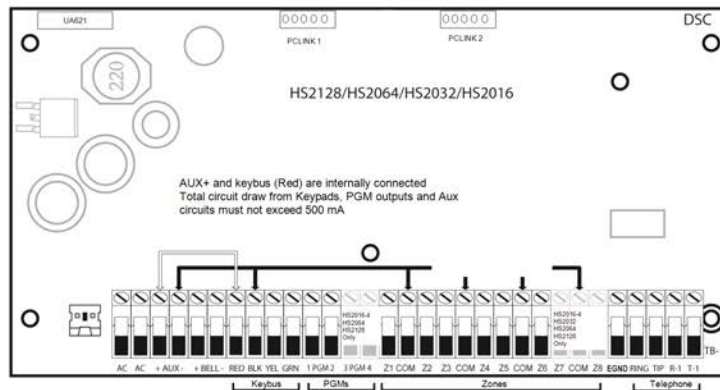 UA621
PCLINK 1
PCLINK 2
DSC
220
HS2128/HS2064/HS2032/HS2016
AUX+ and keybus (Red) are internally connected
Total circuit draw from Keypads, PGM outputs and Aux
circuits must not exceed 500 mA
HS2016-4
HS2064
HS2128
Only
HS2016-4
HS2032
HS2064
HS2128
Only
TB-
AC AC + AUX - + BELL - RED BLK YEL GRN 1 PGM 2 3 PGM 4 Z1 COM Z2 Z3 COM Z4 Z5 COM Z6 Z7 COM Z8 EGND RING TIP R-1 T-1
Keybus PGMs Zones Telephone